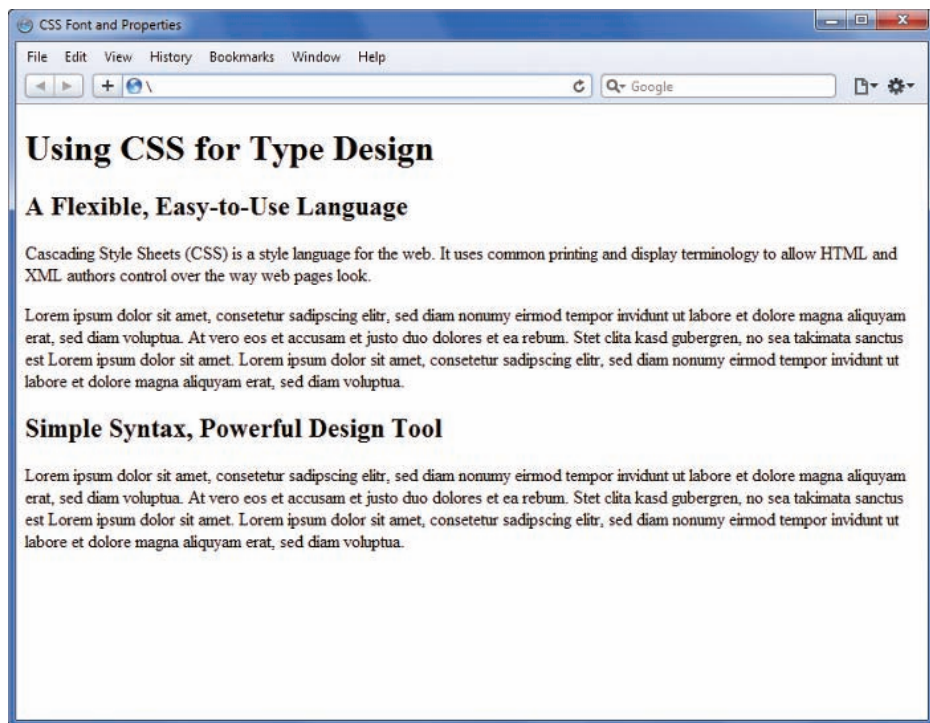 CSS Font and Properties
File Edit View History Bookmarks Window Help
\
Google
Using CSS for Type Design
A Flexible, Easy-to-Use Language
Cascading Style Sheets (CSS) is a style language for the web. It uses common printing and display terminology to allow HTML and
XML authors control over the way web pages look.
Lorem ipsum dolor sit amet, consetetur sadipscing elitr, sed diam nonumy eirmod tempor invidunt ut labore et dolore magna aliquyam
erat, sed diam voluptua. At vero eos et accusam et justo duo dolores et ea rebum. Stet clita kasd gubergren, no sea takimata sanctus
est Lorem ipsum dolor sit amet. Lorem ipsum dolor sit amet, consetetur sadipscing elitr, sed diam nonumy eirmod tempor invidunt ut
labore et dolore magna aliquyam erat, sed diam voluptua.
Simple Syntax, Powerful Design Tool
Lorem ipsum dolor sit amet, consetetur sadipscing elitr, sed diam nonumy eirmod tempor invidunt ut labore et dolore magna aliquyam
erat, sed diam voluptua. At vero eos et accusam et justo duo dolores et ea rebum. Stet clita kasd gubergren, no sea takimata sanctus
est Lorem ipsum dolor sit amet. Lorem ipsum dolor sit amet, consetetur sadipscing elitr, sed diam nonumy eirmod tempor invidunt ut
labore et dolore magna aliquyam erat, sed diam voluptua.